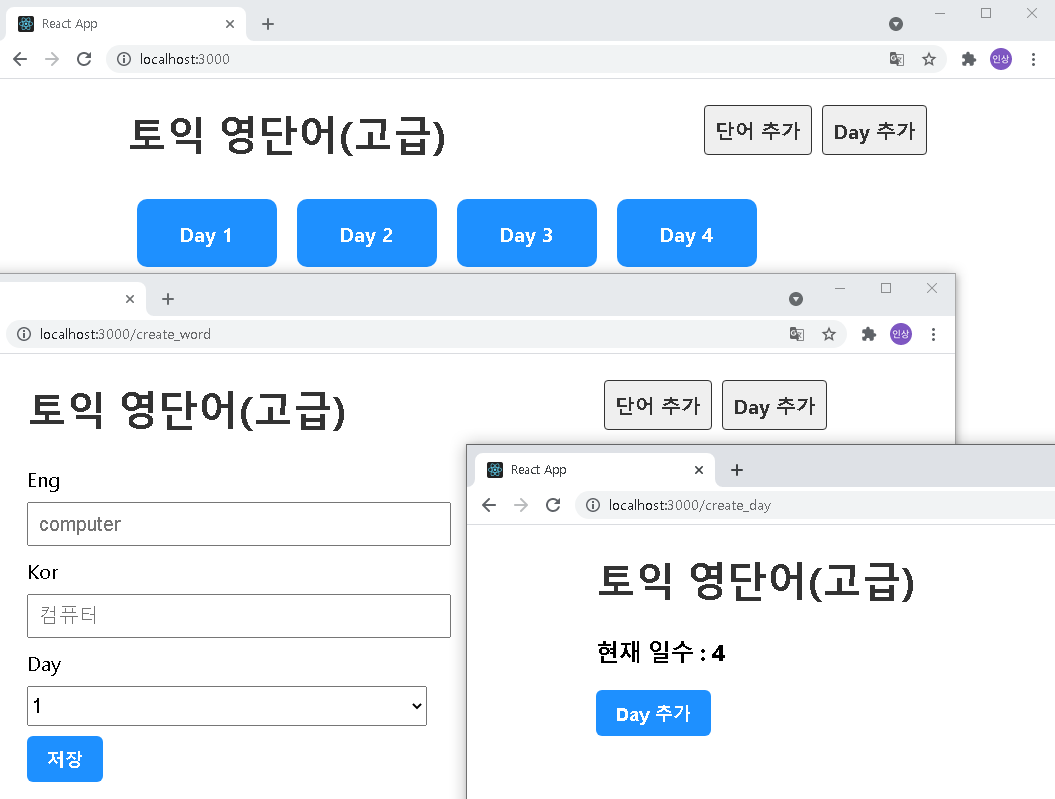 React App
localhost:3000
인상
토익 영단어(고급)
단어 추가
Day 추가
Day 1
Day 2
Day 3
Day 4
localhost:3000/create_word
인상
토익 영단어(고급)
단어 추가
Day 추가
Eng
computer
Kor
컴퓨터
Day
1
저장
React App
localhost:3000/create_day
토익 영단어(고급)
현재 일수 : 4
Day 추가